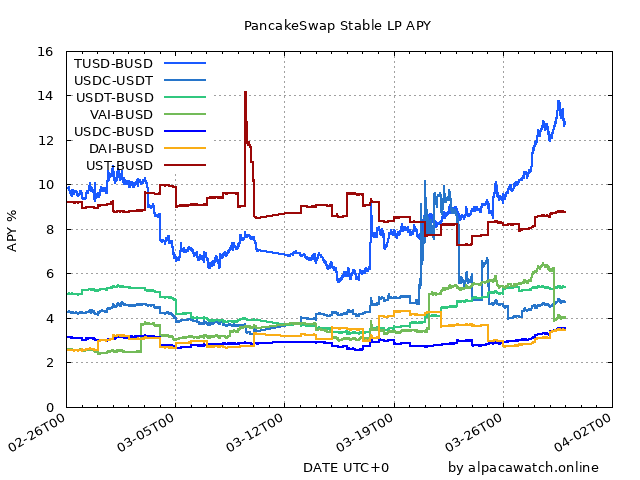 PancakeSwap Stable LP APY
16
14
12
10
8
6
4
2
0
APY %
TUSD-BUSD
USDC-USDT
USDT-BUSD
VAI-BUSD
USDC-BUSD
DAI-BUSD
UST-BUSD
02-26T00
03-05T00
03-12T00
03-19T00
03-26T00
04-02T00
DATE UTC+0
by alpacawatch.online